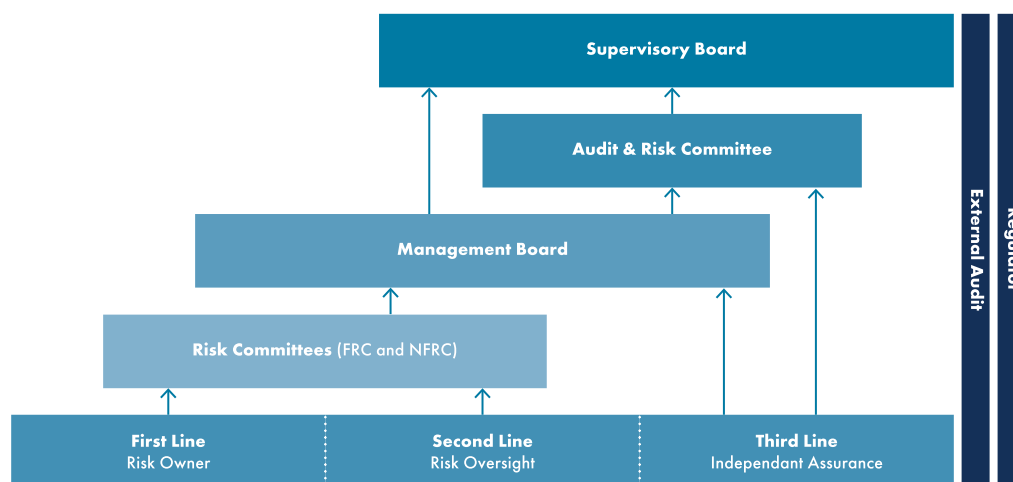 Supervisory Board
Audit & Risk Committee
Management Board
Risk Committees (FRC and NFRC)
First Line
Risk Owner
Second Line
Risk Oversight
Third Line
Independant Assurance
External Audit
Regulator